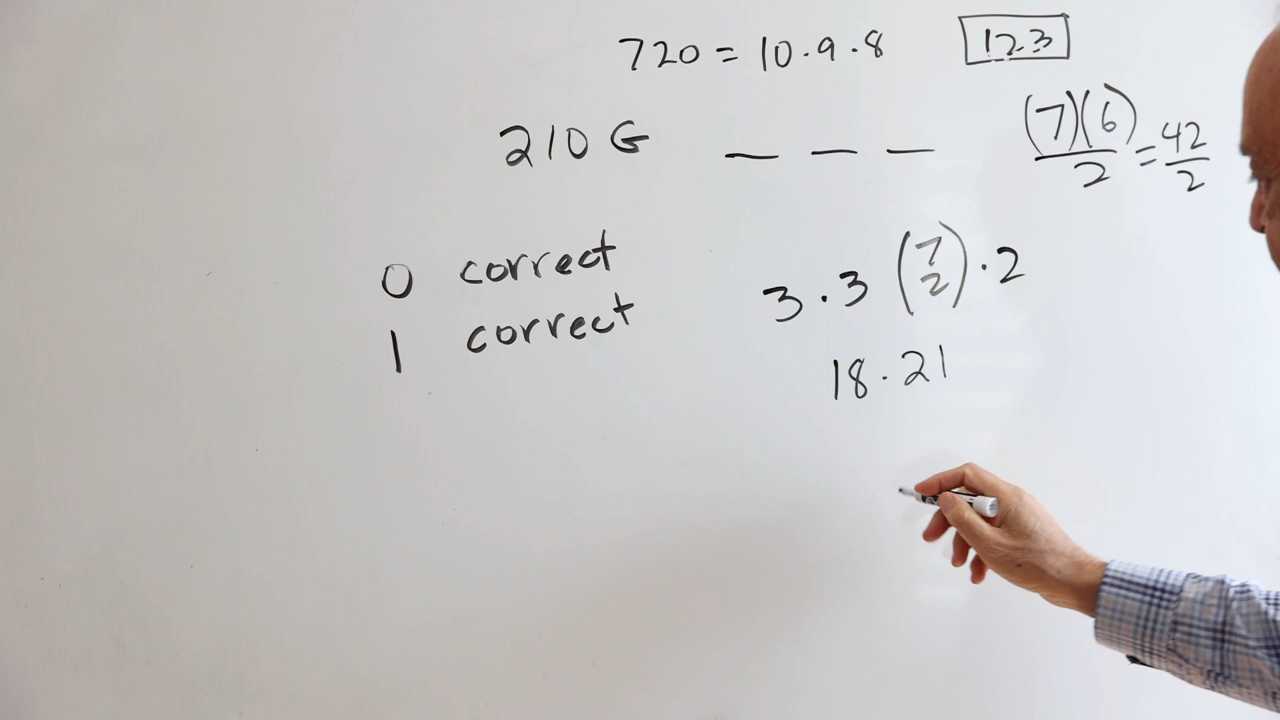 720 = 10·9·8 123
210 G _ _ _ (7)(6)/2 = 42/2
0 correct 3·3 (7 2)·2
1 correct
18·21